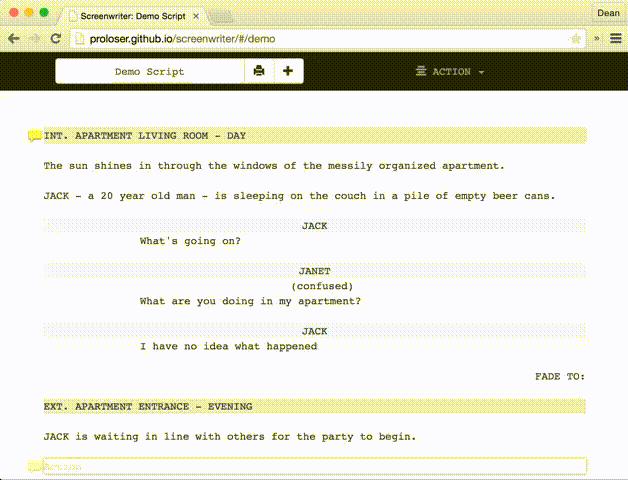 Screenwriter: Demo Script
Dean
proloser.github.io/screenwriter/#/demo
Demo Script
ACTION
INT. APARTMENT LIVING ROOM - DAY
The sun shines in through the windows of the messily organized apartment.
JACK - a 20 year old man - is sleeping on the couch in a pile of empty beer cans.
JACK
What's going on?
JANET
(confused)
What are you doing in my apartment?
JACK
I have no idea what happened
FADE TO:
EXT. APARTMENT ENTRANCE - EVENING
JACK is waiting in line with others for the party to begin.
Action